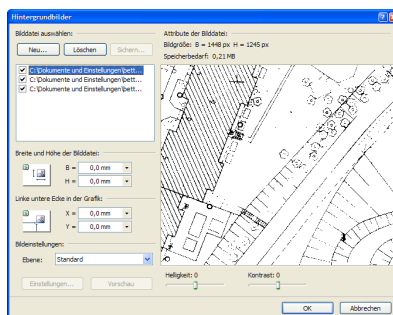 Hintergrundbilder
Bilddatei auswählen:
Neu... Löschen Sichern...
C:\Dokumente und Einstellungen\bett...
C:\Dokumente und Einstellungen\bett...
C:\Dokumente und Einstellungen\bett...
Breite und Höhe der Bilddatei:
B = 0,0 mm
H = 0,0 mm
Linke untere Ecke in der Grafik:
X = 0,0 mm
Y = 0,0 mm
Bildeinstellungen:
Ebene: Standard
Einstellungen... Vorschau
Attribute der Bilddatei:
Bildgröße: B = 1448 px H = 1245 px
Speicherbedarf: 0,21 MB
Helligkeit: 0 Kontrast: 0
OK Abbrechen